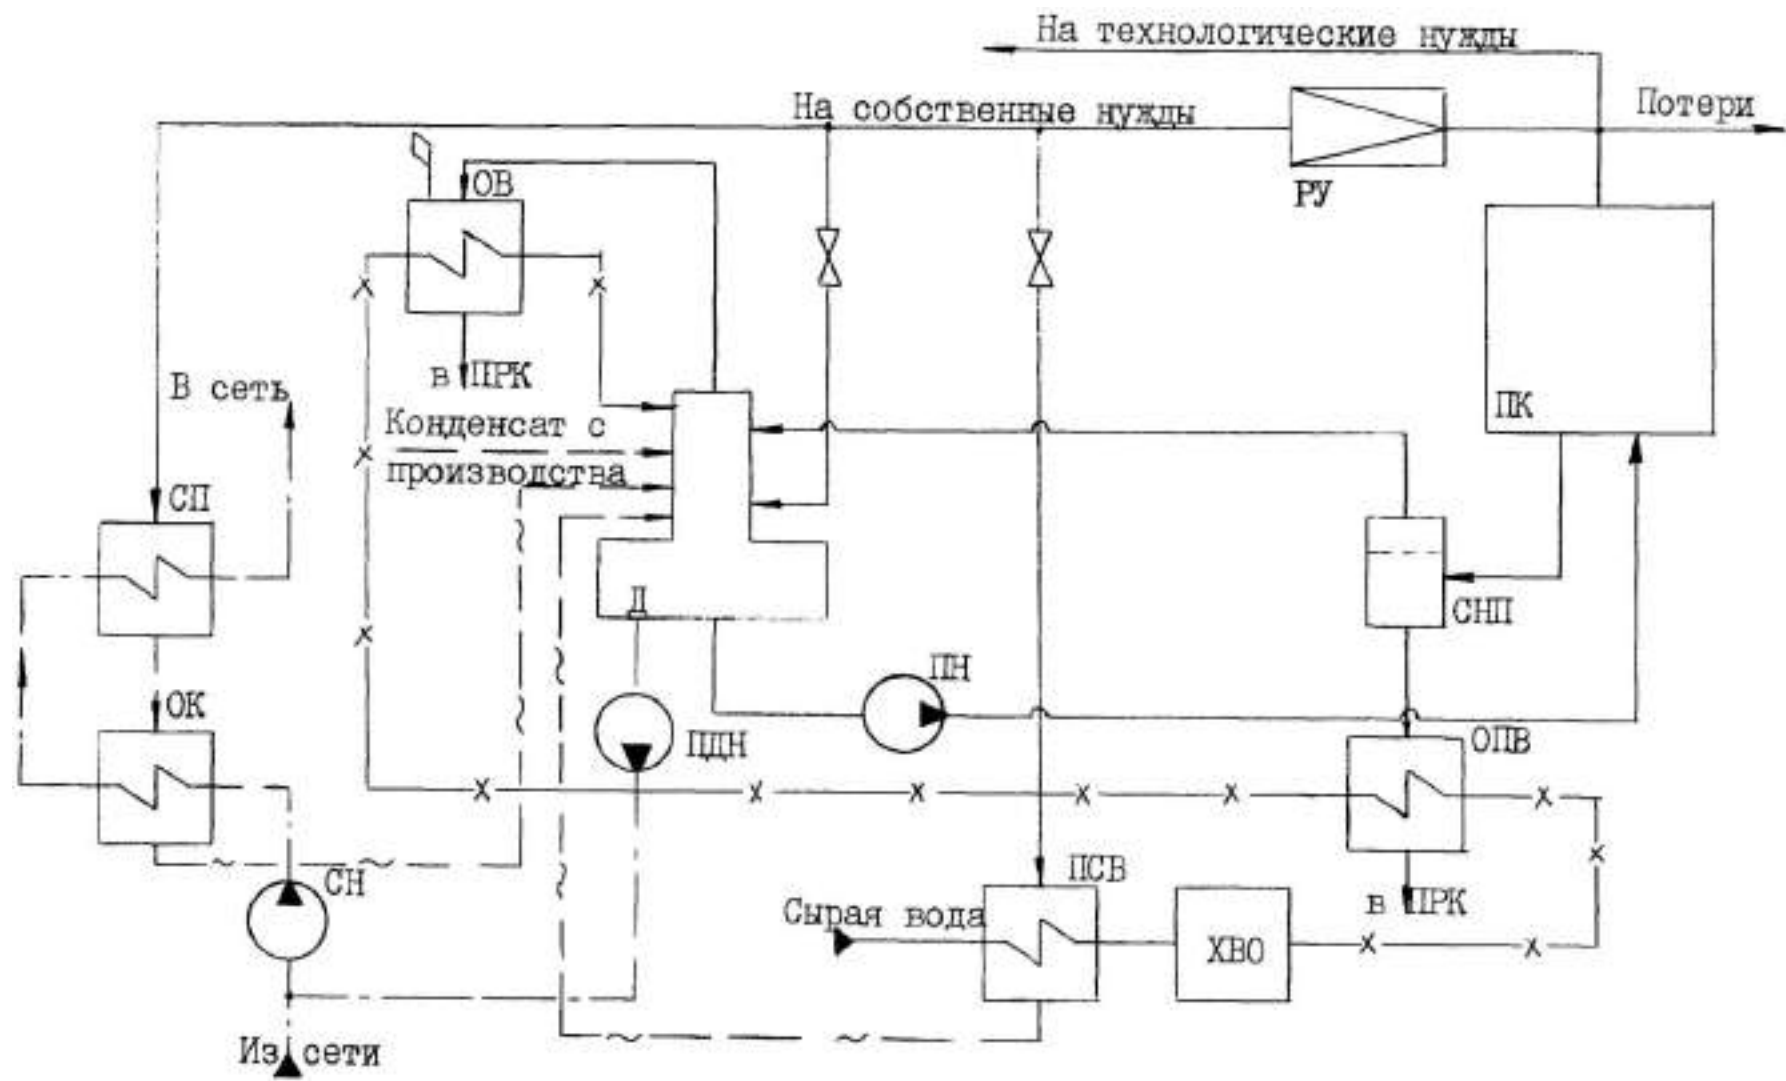 На технологические нужды
На собственные нужды
Потери
РУ
ОВ
в ПРК
В сеть
Конденсат с
производства
ПК
СП
СНП
Д
ОК
ПН
ПДН
ОПВ
СН
ПСВ
Сырая вода
ХВО
в ПРК
Из сети